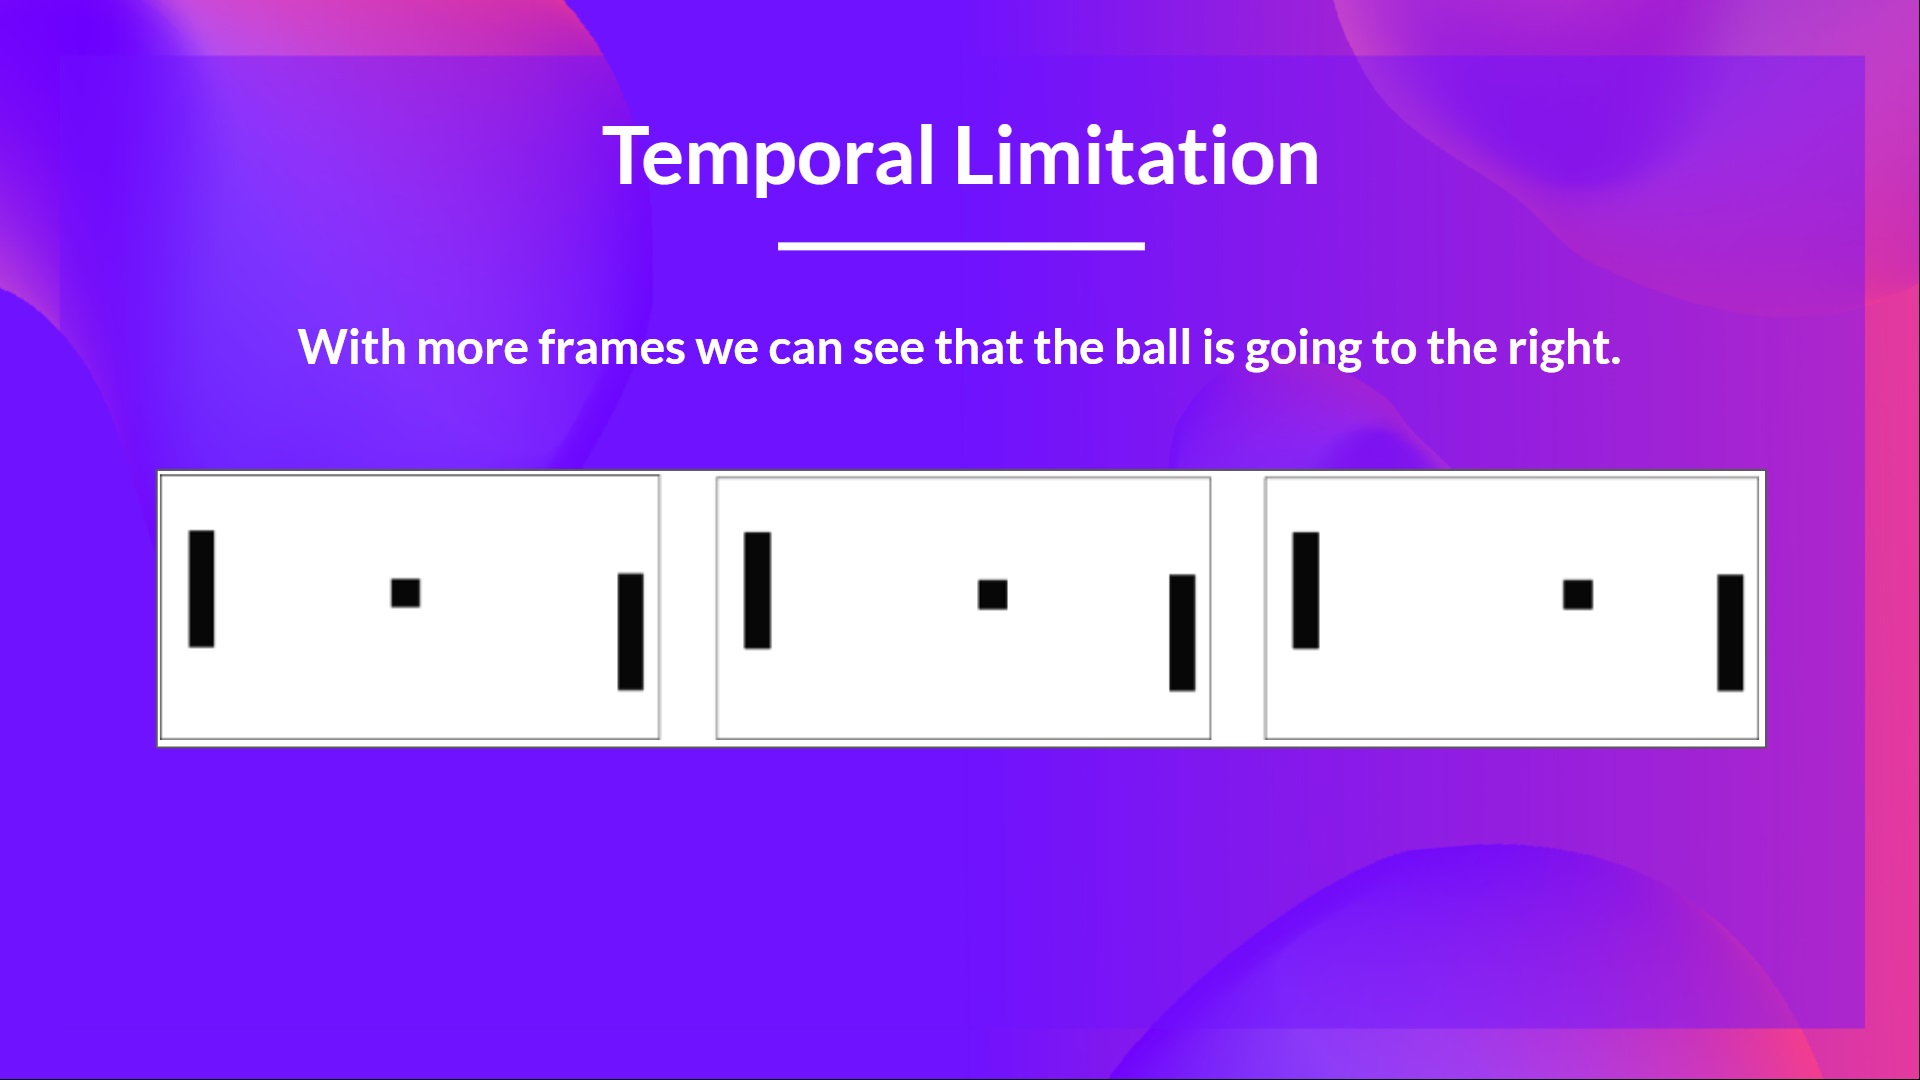 Temporal Limitation
With more frames we can see that the ball is going to the right.